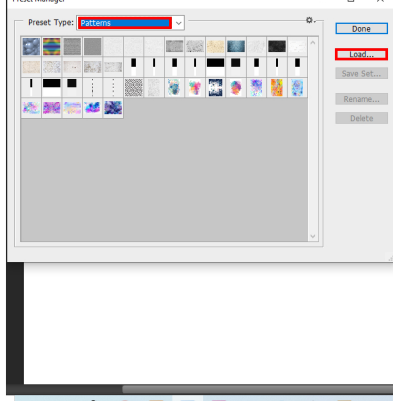 Preset Manager
Preset Type: Patterns
Done
Load...
Save Set...
Rename...
Delete